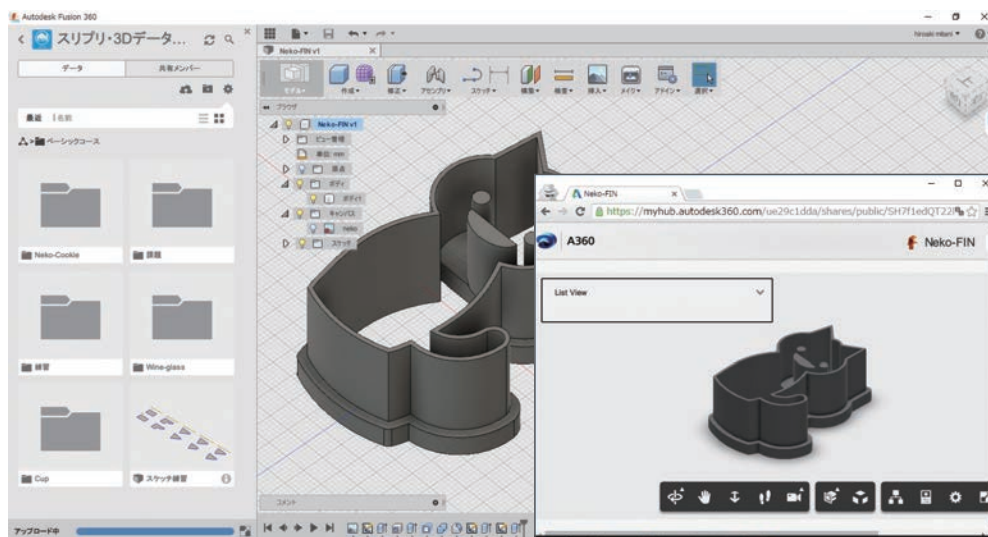 Autodesk Fusion 360
スリプリ・3Dデータ...
データ
共有メンバー
最近 | 名前
ベーシックコース
Neko-Cookie
課題
練習
Wine-glass
Cup
スケッチ練習
アップロード中
hiroaki mitani
Neko-FIN v1
モデル
作成
修正
アセンブリ
スケッチ
構築
検査
挿入
メイク
アドイン
選択
ブラウザ
Neko-FIN v1
ビュー管理
単位: mm
原点
ボディ
ボディ1
キャンバス
neko
スケッチ
コメント
Neko-FIN
https://myhub.autodesk360.com/ue29c1dda/shares/public/SH7f1edQT22
A360
Neko-FIN
List View